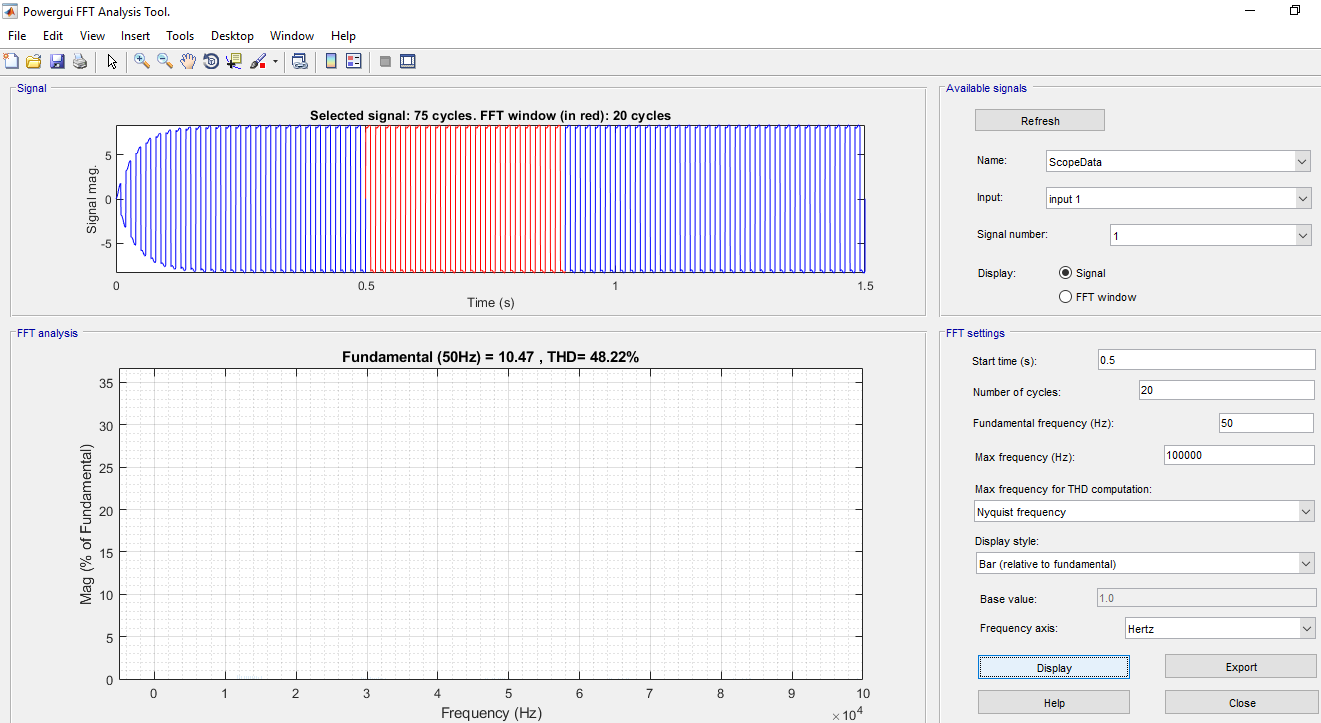 Powergui FFT Analysis Tool.
File Edit View Insert Tools Desktop Window Help
Signal
Selected signal: 75 cycles. FFT window (in red): 20 cycles
Signal mag.
5
0
-5
0 0.5 1 1.5
Time (s)
FFT analysis
Fundamental (50Hz) = 10.47 , THD= 48.22%
Mag (% of Fundamental)
35
30
25
20
15
10
5
0
0 1 2 3 4 5 6 7 8 9 10
Frequency (Hz)
×10^4
Available signals
Refresh
Name: ScopeData
Input: input 1
Signal number: 1
Display: Signal
FFT window
FFT settings
Start time (s): 0.5
Number of cycles: 20
Fundamental frequency (Hz): 50
Max frequency (Hz): 100000
Max frequency for THD computation:
Nyquist frequency
Display style:
Bar (relative to fundamental)
Base value: 1.0
Frequency axis: Hertz
Display Export
Help Close